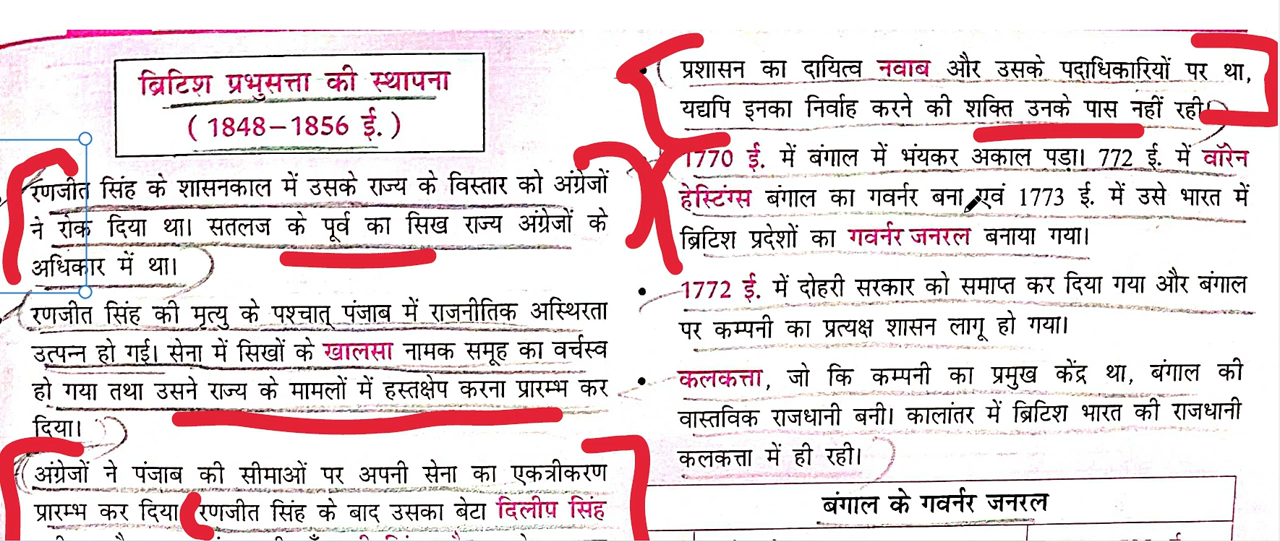 ब्रिटिश प्रभुसत्ता की स्थापना
( 1848–1856 ई. )
रणजीत सिंह के शासनकाल में उसके राज्य के विस्तार को अंग्रेजों
ने रोक दिया था। सतलज के पूर्व का सिख राज्य अंग्रेजों के
अधिकार में था।
रणजीत सिंह की मृत्यु के पश्चात् पंजाब में राजनीतिक अस्थिरता
उत्पन्न हो गई। सेना में सिखों के खालसा नामक समूह का वर्चस्व
हो गया तथा उसने राज्य के मामलों में हस्तक्षेप करना प्रारम्भ कर
दिया।
अंग्रेजों ने पंजाब की सीमाओं पर अपनी सेना का एकत्रीकरण
प्रारम्भ कर दिया रणजीत सिंह के बाद उसका बेटा दिलीप सिंह
• प्रशासन का दायित्व नवाब और उसके पदाधिकारियों पर था,
यद्यपि इनका निर्वाह करने की शक्ति उनके पास नहीं रही।
1770 ई. में बंगाल में भयंकर अकाल पड़ा। 772 ई. में वॉरेन
हेस्टिंग्स बंगाल का गवर्नर बना एवं 1773 ई. में उसे भारत में
ब्रिटिश प्रदेशों का गवर्नर जनरल बनाया गया।
• 1772 ई. में दोहरी सरकार को समाप्त कर दिया गया और बंगाल
पर कम्पनी का प्रत्यक्ष शासन लागू हो गया।
• कलकत्ता, जो कि कम्पनी का प्रमुख केंद्र था, बंगाल की
वास्तविक राजधानी बनी। कालांतर में ब्रिटिश भारत की राजधानी
कलकत्ता में ही रही।
बंगाल के गवर्नर जनरल